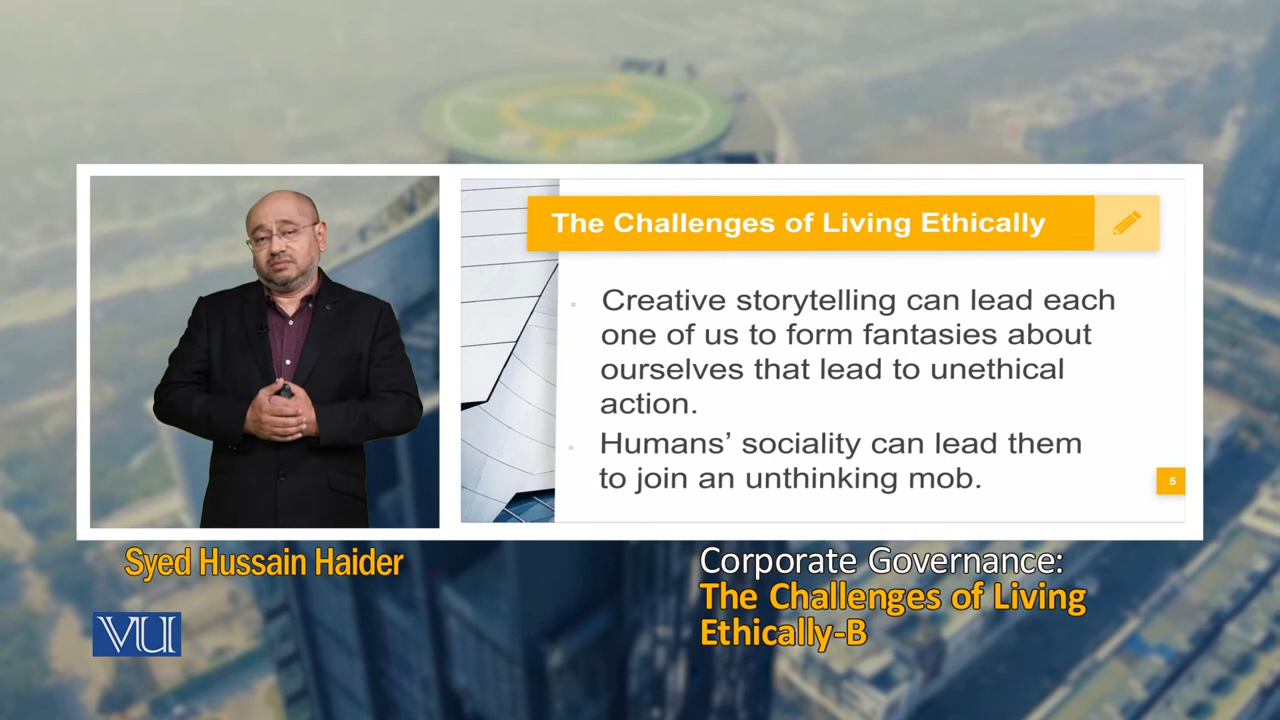 The Challenges of Living Ethically
Creative storytelling can lead each
one of us to form fantasies about
ourselves that lead to unethical
action.
Humans’ sociality can lead them
to join an unthinking mob.
5
Syed Hussain Haider
Corporate Governance:
The Challenges of Living
Ethically-B
VU